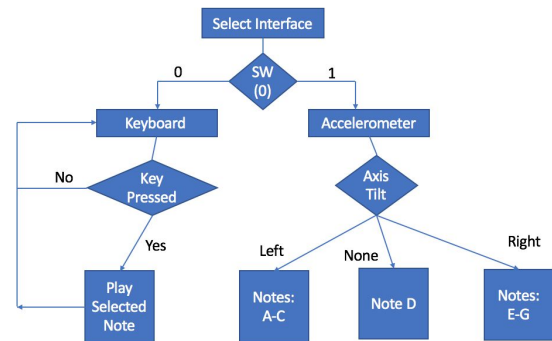 Select Interface
0
SW
(0)
1
Keyboard
Accelerometer
No
Key
Pressed
Axis
Tilt
Yes
Left
None
Right
Play
Selected
Note
Notes:
A-C
Note D
Notes:
E-G